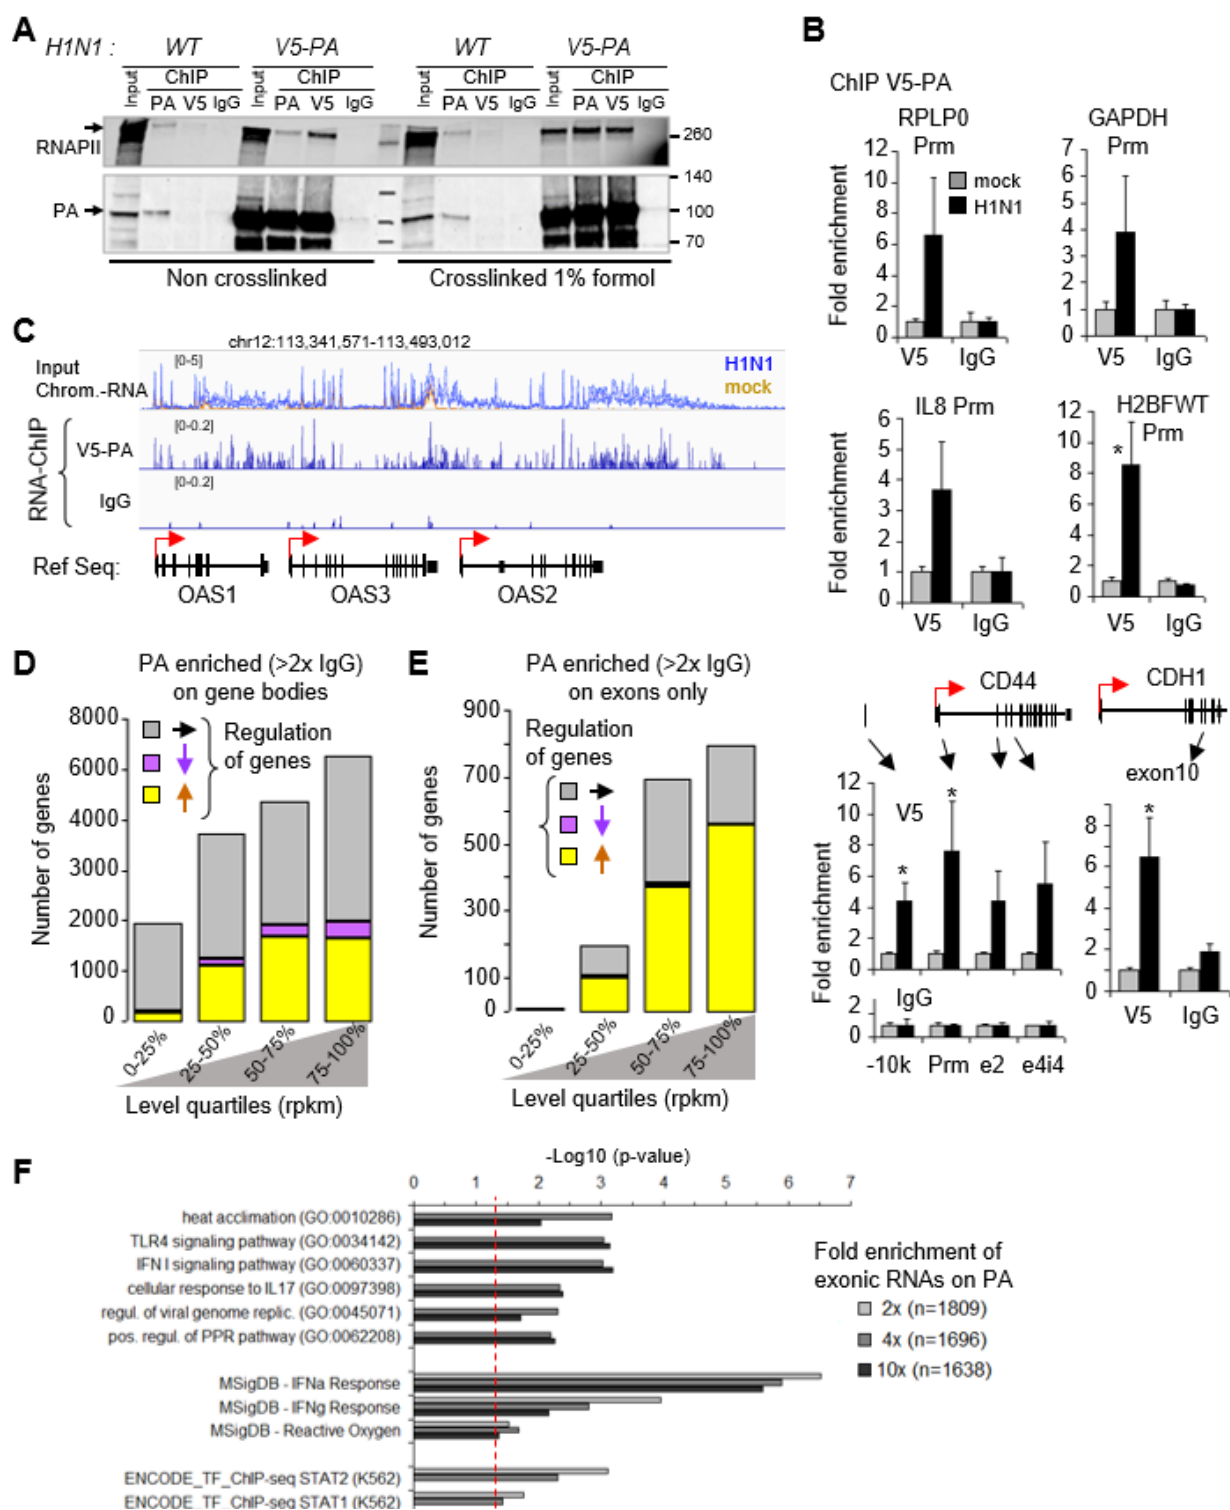 A
H1N1 : WT V5-PA WT V5-PA
Input ChIP Input ChIP Input ChIP Input ChIP
PA V5 IgG PA V5 IgG PA V5 IgG PA V5 IgG
RNAPII
260
140
PA
100
70
Non crosslinked Crosslinked 1% formol
B
ChIP V5-PA
RPLP0 Prm
Fold enrichment
12
10
8
6
4
2
0
mock
H1N1
V5 IgG
GAPDH Prm
7
6
5
4
3
2
1
0
V5 IgG
IL8 Prm
Fold enrichment
6
5
4
3
2
1
0
V5 IgG
H2BFWT Prm
12
10
8
6
4
2
0
*
V5 IgG
CD44
CDH1
exon10
Fold enrichment
12
10
8
6
4
2
0
V5
* *
IgG
2
0
-10k Prm e2 e4i4
8
6
4
2
0
*
V5 IgG
C
chr12:113,341,571-113,493,012
Input
Chrom.-RNA
[0-5]
H1N1
mock
RNA-ChIP
V5-PA
[0-0.2]
IgG
[0-0.2]
Ref Seq:
OAS1 OAS3 OAS2
D
PA enriched (>2x IgG)
on gene bodies
Number of genes
8000
6000
4000
3000
2000
1000
0
Regulation
of genes
0-25% 25-50% 50-75% 75-100%
Level quartiles (rpkm)
E
PA enriched (>2x IgG)
on exons only
Number of genes
900
700
500
300
100
0
Regulation
of genes
0-25% 25-50% 50-75% 75-100%
Level quartiles (rpkm)
F
-Log10 (p-value)
0 1 2 3 4 5 6 7
heat acclimation (GO:0010286)
TLR4 signaling pathway (GO:0034142)
IFN I signaling pathway (GO:0060337)
cellular response to IL17 (GO:0097398)
regul. of viral genome replic. (GO:0045071)
pos. regul. of PPR pathway (GO:0062208)
MSigDB - IFNa Response
MSigDB - IFNg Response
MSigDB - Reactive Oxygen
ENCODE_TF_ChIP-seq STAT2 (K562)
ENCODE_TF_ChIP-seq STAT1 (K562)
Fold enrichment of
exonic RNAs on PA
2x (n=1809)
4x (n=1696)
10x (n=1638)